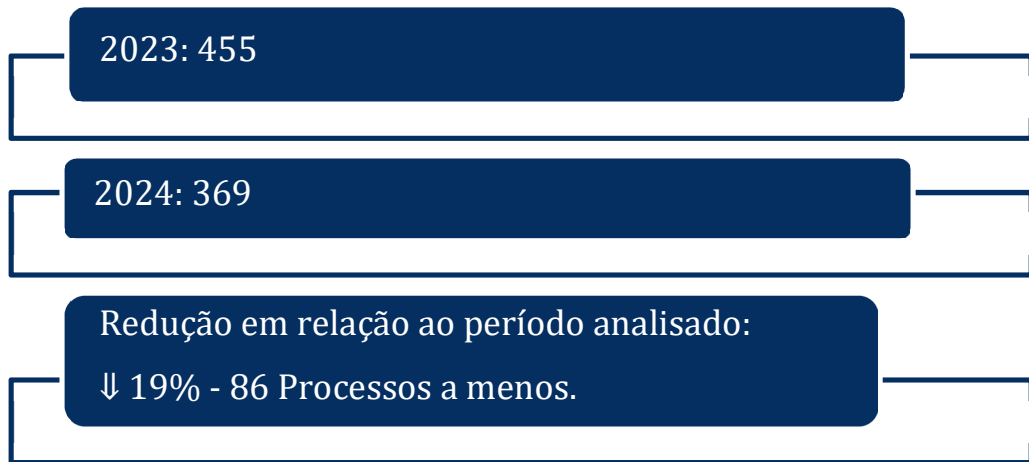 2023: 455
2024: 369
Redução em relação ao período analisado:
⇓ 19% - 86 Processos a menos.